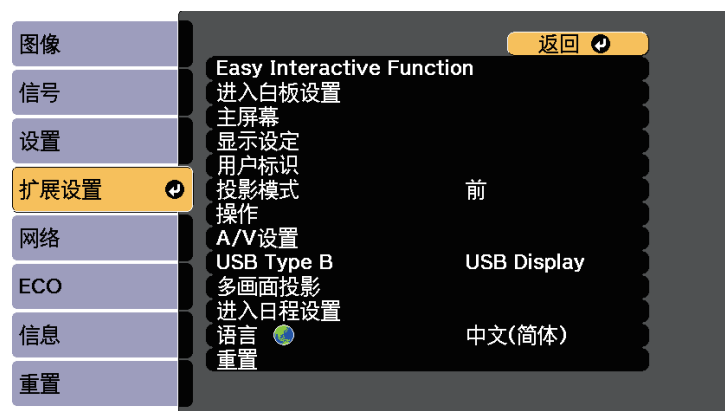 图像
信号
设置
扩展设置
网络
ECO
信息
重置
返回
Easy Interactive Function
进入白板设置
主屏幕
显示设定
用户标识
投影模式 前
操作
A/V设置
USB Type B USB Display
多画面投影
进入日程设置
语言 中文(简体)
重置